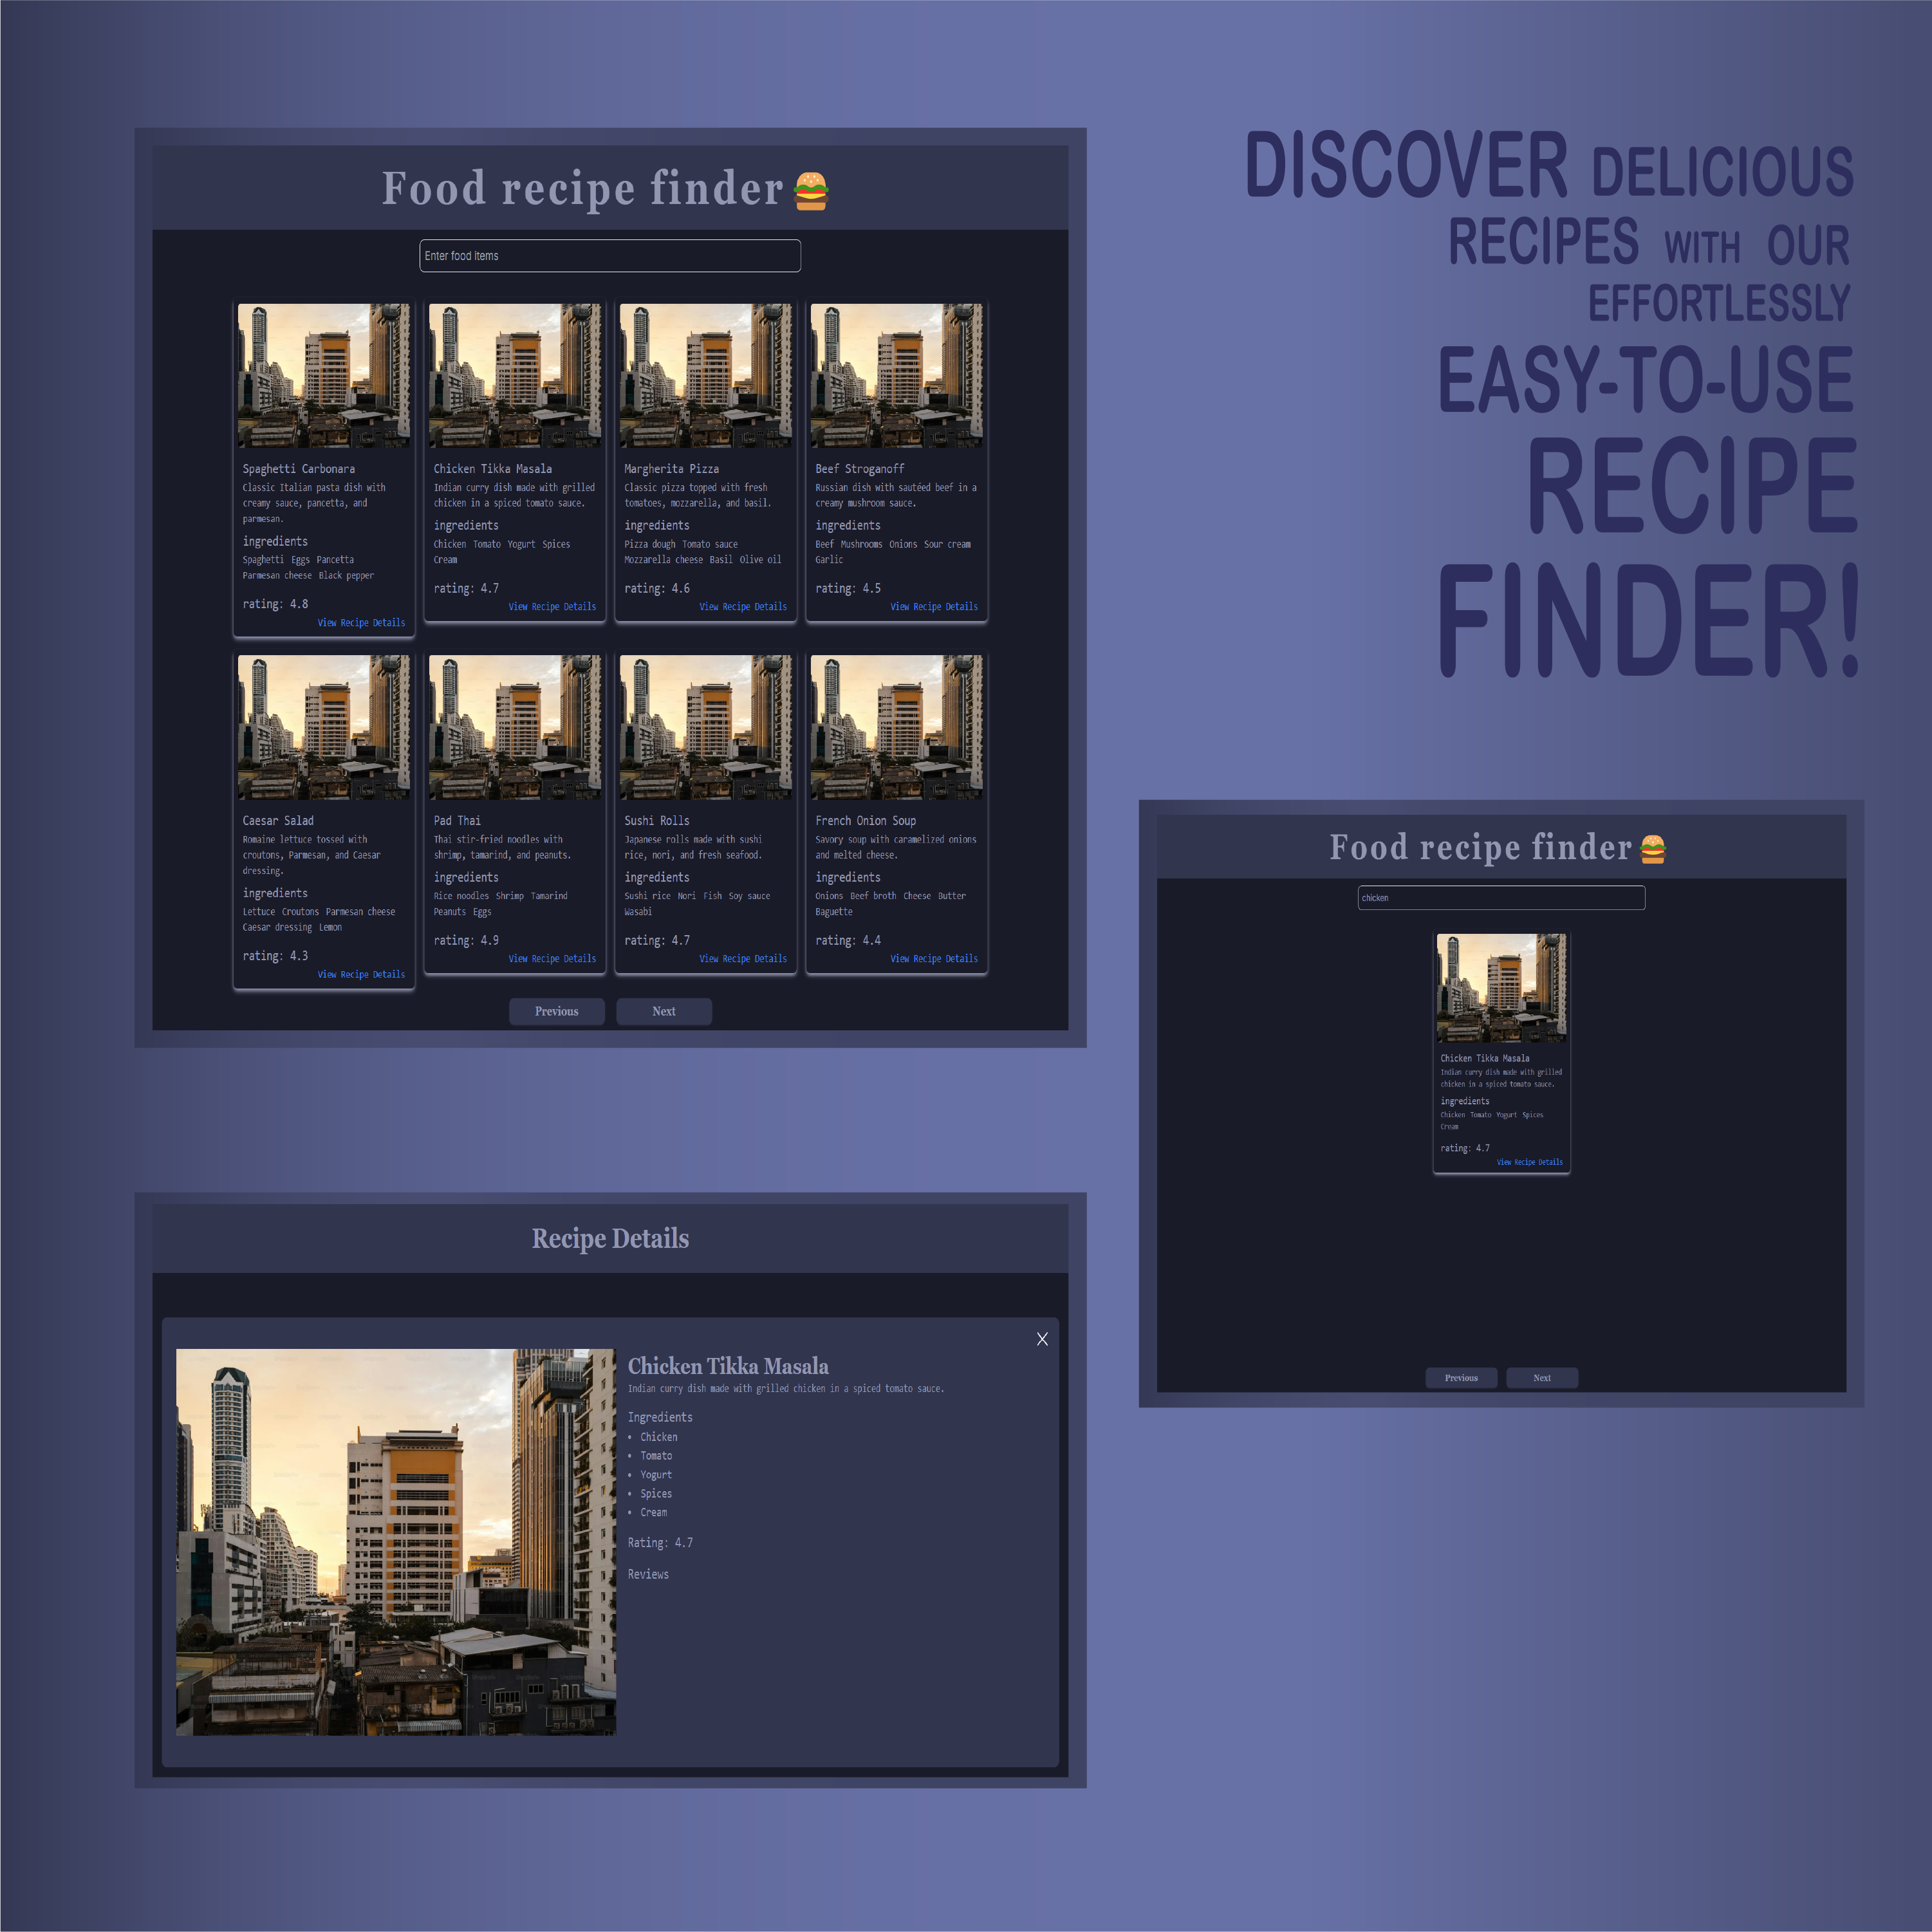 DISCOVER DELICIOUS
RECIPES WITH OUR
EFFORTLESSLY
EASY-TO-USE
RECIPE
FINDER!
Food recipe finder
Enter food items
Spaghetti Carbonara
Classic Italian pasta dish with
creamy sauce, pancetta, and
parmesan.
ingredients
Spaghetti Eggs Pancetta
Parmesan cheese Black pepper
rating: 4.8
View Recipe Details
Chicken Tikka Masala
Indian curry dish made with grilled
chicken in a spiced tomato sauce.
ingredients
Chicken Tomato Yogurt Spices
Cream
rating: 4.7
View Recipe Details
Margherita Pizza
Classic pizza topped with fresh
tomatoes, mozzarella, and basil.
ingredients
Pizza dough Tomato sauce
Mozzarella cheese Basil Olive oil
rating: 4.6
View Recipe Details
Beef Stroganoff
Russian dish with sautéed beef in a
creamy mushroom sauce.
ingredients
Beef Mushrooms Onions Sour cream
Garlic
rating: 4.5
View Recipe Details
Caesar Salad
Romaine lettuce tossed with
croutons, Parmesan, and Caesar
dressing.
ingredients
Lettuce Croutons Parmesan cheese
Caesar dressing Lemon
rating: 4.3
View Recipe Details
Pad Thai
Thai stir-fried noodles with
shrimp, tamarind, and peanuts.
ingredients
Rice noodles Shrimp Tamarind
Peanuts Eggs
rating: 4.9
View Recipe Details
Sushi Rolls
Japanese rolls made with sushi
rice, nori, and fresh seafood.
ingredients
Sushi rice Nori Fish Soy sauce
Wasabi
rating: 4.7
View Recipe Details
French Onion Soup
Savory soup with caramelized onions
and melted cheese.
ingredients
Onions Beef broth Cheese Butter
Baguette
rating: 4.4
View Recipe Details
Previous Next
Food recipe finder
chicken
Chicken Tikka Masala
Indian curry dish made with grilled
chicken in a spiced tomato sauce.
ingredients
Chicken Tomato Yogurt Spices
Cream
rating: 4.7
View Recipe Details
Previous Next
Recipe Details
X
Chicken Tikka Masala
Indian curry dish made with grilled chicken in a spiced tomato sauce.
Ingredients
• Chicken
• Tomato
• Yogurt
• Spices
• Cream
Rating: 4.7
Reviews